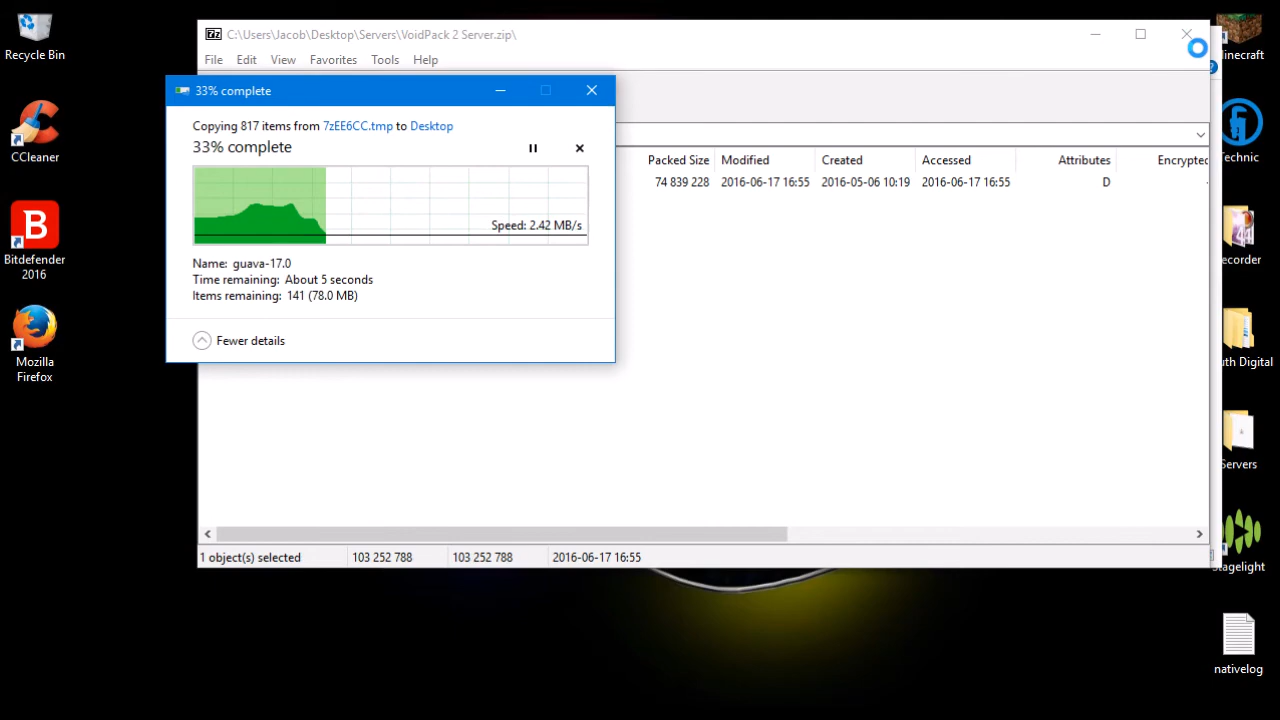 Recycle Bin
CCleaner
Bitdefender
2016
Mozilla
Firefox
7z C:\Users\Jacob\Desktop\Servers\VoidPack 2 Server.zip\
File Edit View Favorites Tools Help
33% complete
Copying 817 items from 7zEE6CC.tmp to Desktop
33% complete
Speed: 2.42 MB/s
Name: guava-17.0
Time remaining: About 5 seconds
Items remaining: 141 (78.0 MB)
Fewer details
Packed Size Modified Created Accessed Attributes Encrypted
74 839 228 2016-06-17 16:55 2016-05-06 10:19 2016-06-17 16:55 D -
1 object(s) selected 103 252 788 103 252 788 2016-06-17 16:55
inecraft
Technic
ecorder
uth Digital
Servers
Stagelight
nativelog